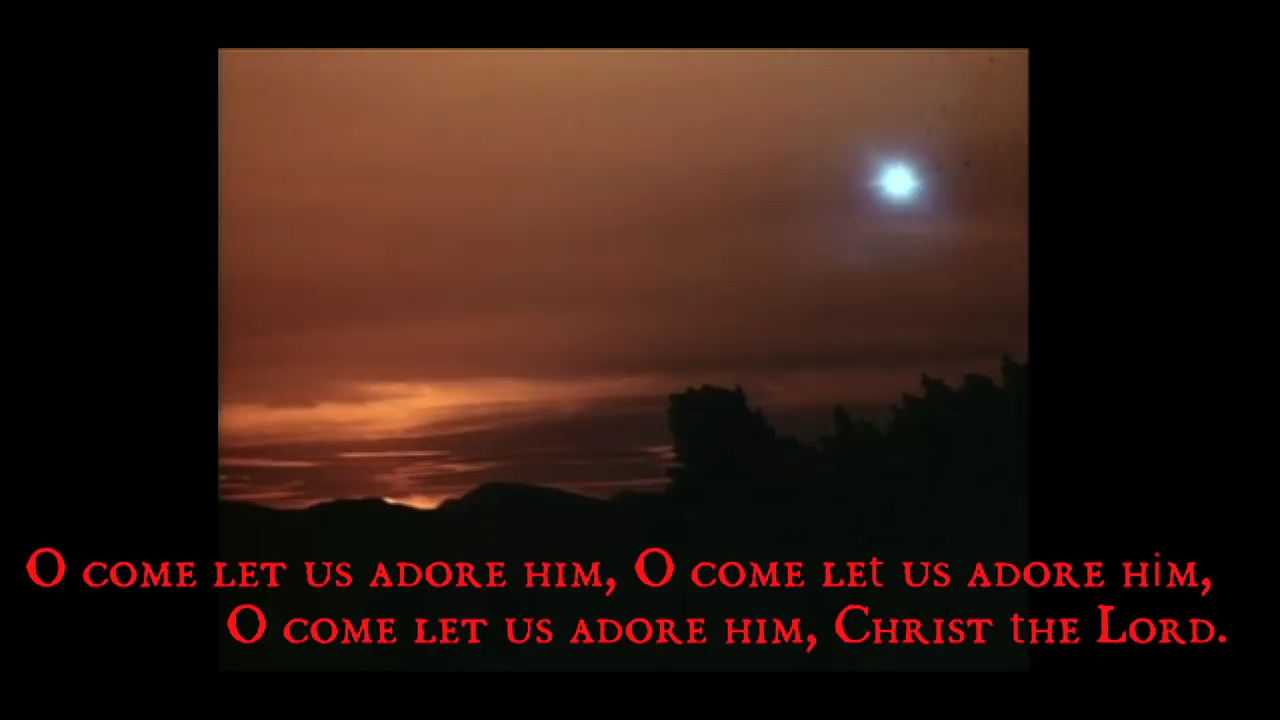 O come let us adore him, O come let us adore him,
O come let us adore him, Christ the Lord.